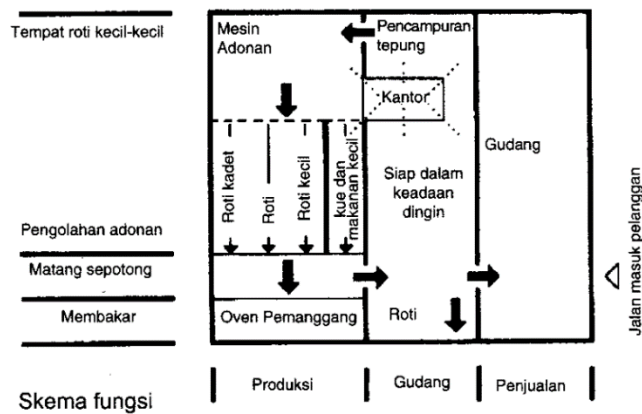 Tempat roti kecil-kecil
Mesin
Adonan
Pencampuran
tepung
Kantor
Gudang
Roti kadet
Roti
Roti kecil
kue dan
makanan kecil
Siap dalam
keadaan
dingin
Pengolahan adonan
Matang sepotong
Membakar
Oven Pemanggang
Roti
Jalan masuk pelanggan
Produksi
Gudang
Penjualan
Skema fungsi